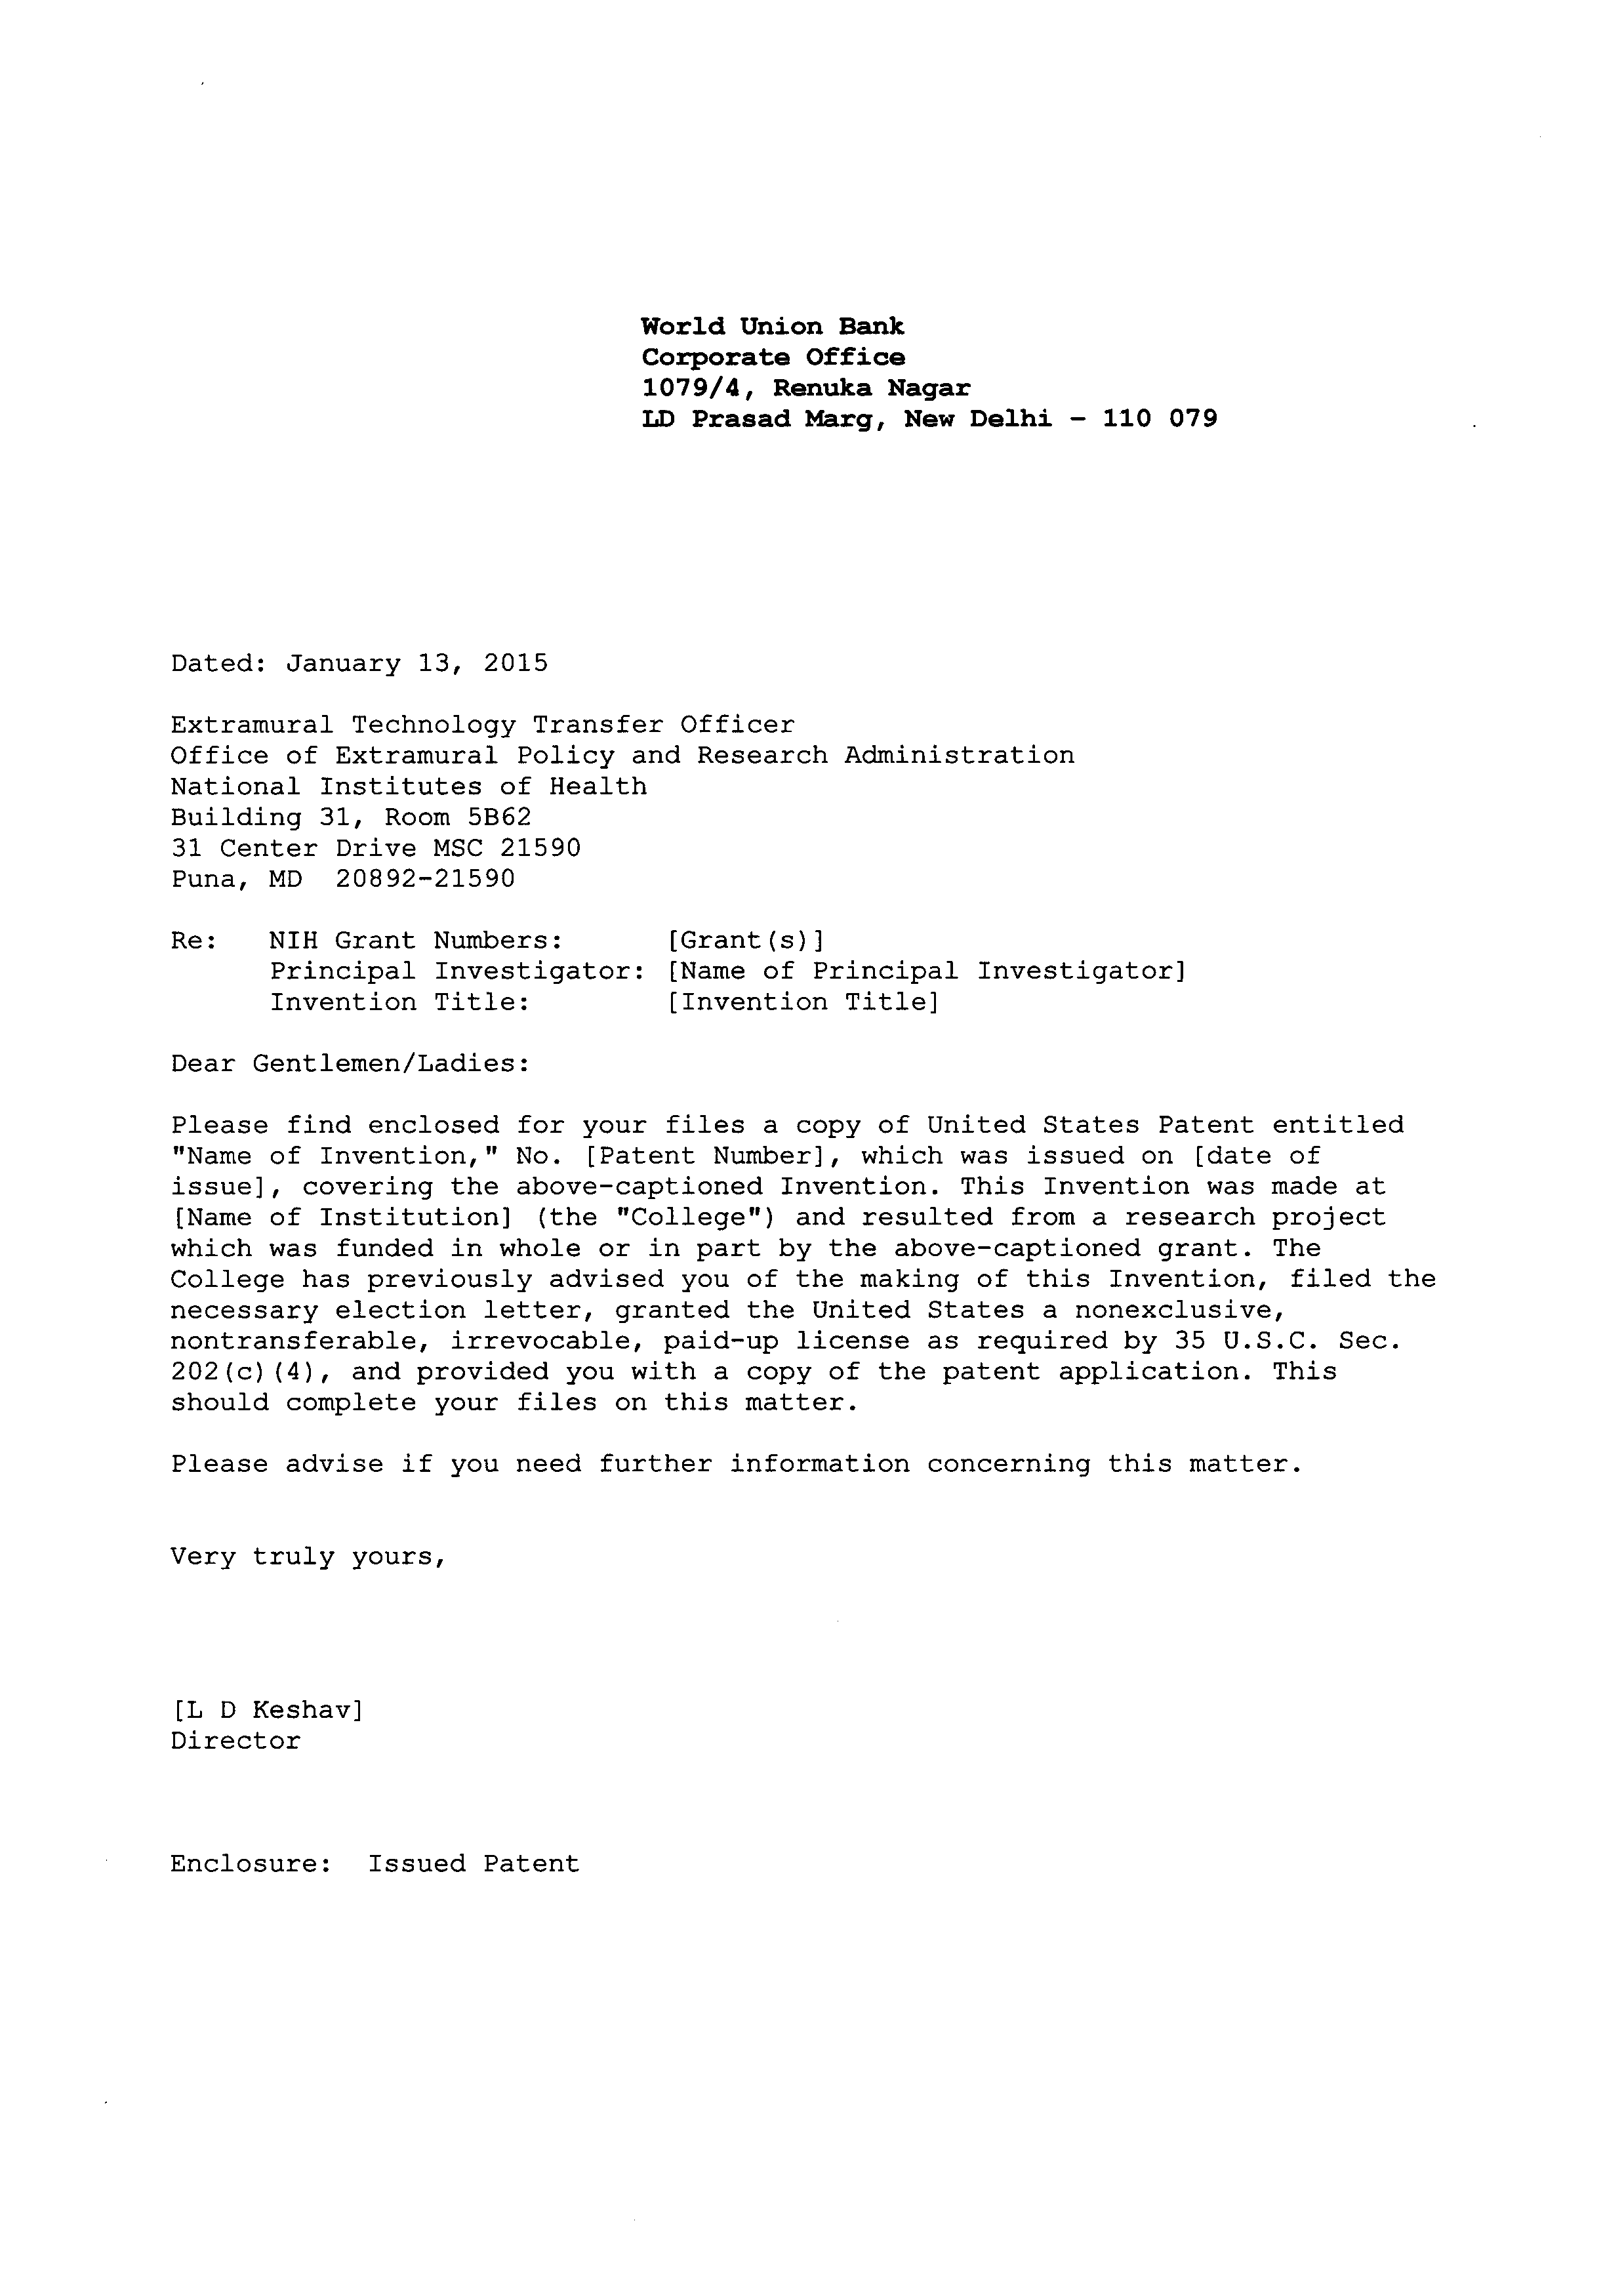 World Union Bank
Corporate Office
1079/4, Renuka Nagar
LD Prasad Marg, New Delhi - 110 079
Dated: January 13, 2015
Extramural Technology Transfer Officer
Office of Extramural Policy and Research Administration
National Institutes of Health
Building 31, Room 5B62
31 Center Drive MSC 21590
Puna, MD  20892-21590
Re:   NIH Grant Numbers:      [Grant(s)]
Principal Investigator: [Name of Principal Investigator]
Invention Title:        [Invention Title]
Dear Gentlemen/Ladies:
Please find enclosed for your files a copy of United States Patent entitled
"Name of Invention," No. [Patent Number], which was issued on [date of
issue], covering the above-captioned Invention. This Invention was made at
[Name of Institution] (the "College") and resulted from a research project
which was funded in whole or in part by the above-captioned grant. The
College has previously advised you of the making of this Invention, filed the
necessary election letter, granted the United States a nonexclusive,
nontransferable, irrevocable, paid-up license as required by 35 U.S.C. Sec.
202(c)(4), and provided you with a copy of the patent application. This
should complete your files on this matter.
Please advise if you need further information concerning this matter.
Very truly yours,
[L D Keshav]
Director
Enclosure:  Issued Patent